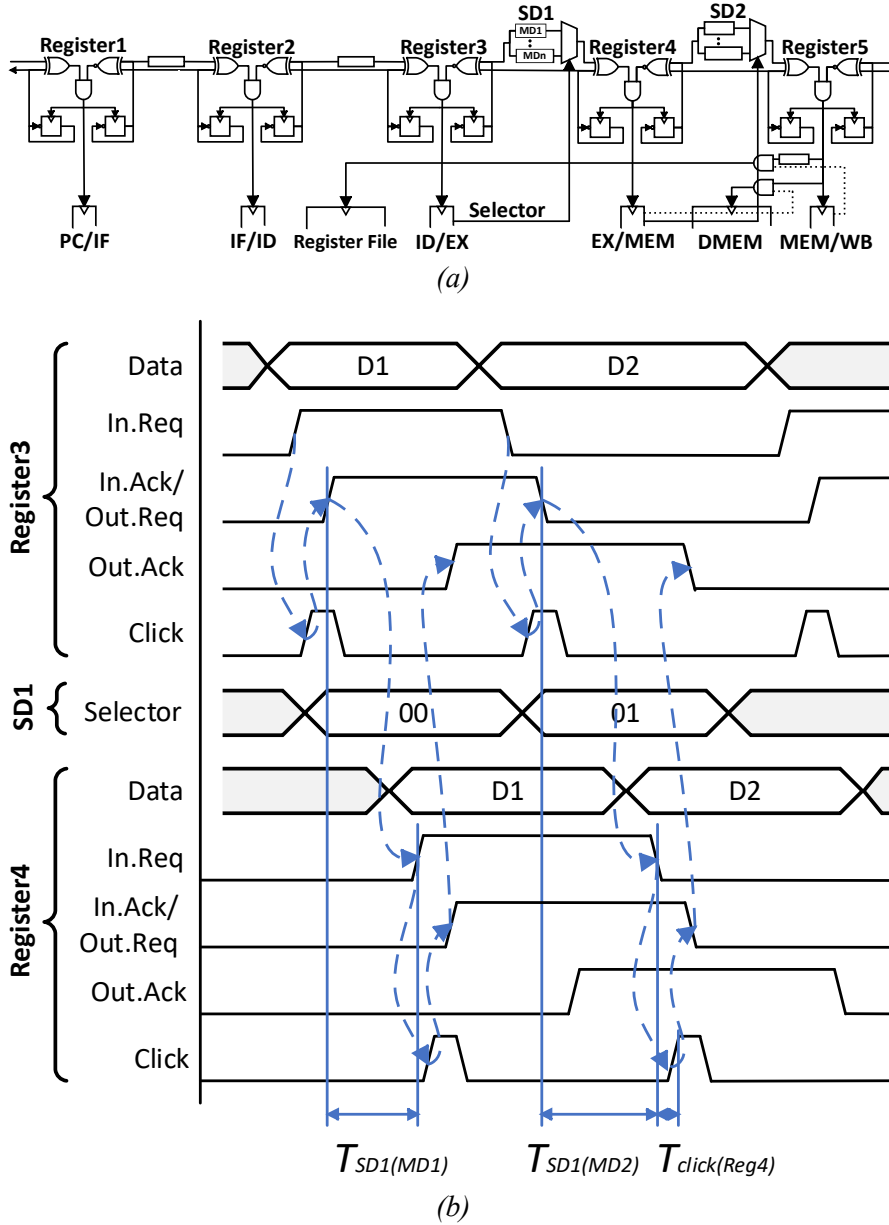 SD1
SD2
Register1
Register2
Register3
MD1
MDn
Register4
Register5
Selector
PC/IF
IF/ID
Register File
ID/EX
EX/MEM
DMEM
MEM/WB
(a)
Register3
Data
D1
D2
In.Req
In.Ack/
Out.Req
Out.Ack
Click
SD1
Selector
00
01
Register4
Data
D1
D2
In.Req
In.Ack/
Out.Req
Out.Ack
Click
TSD1(MD1)
TSD1(MD2)
Tclick(Reg4)
(b)